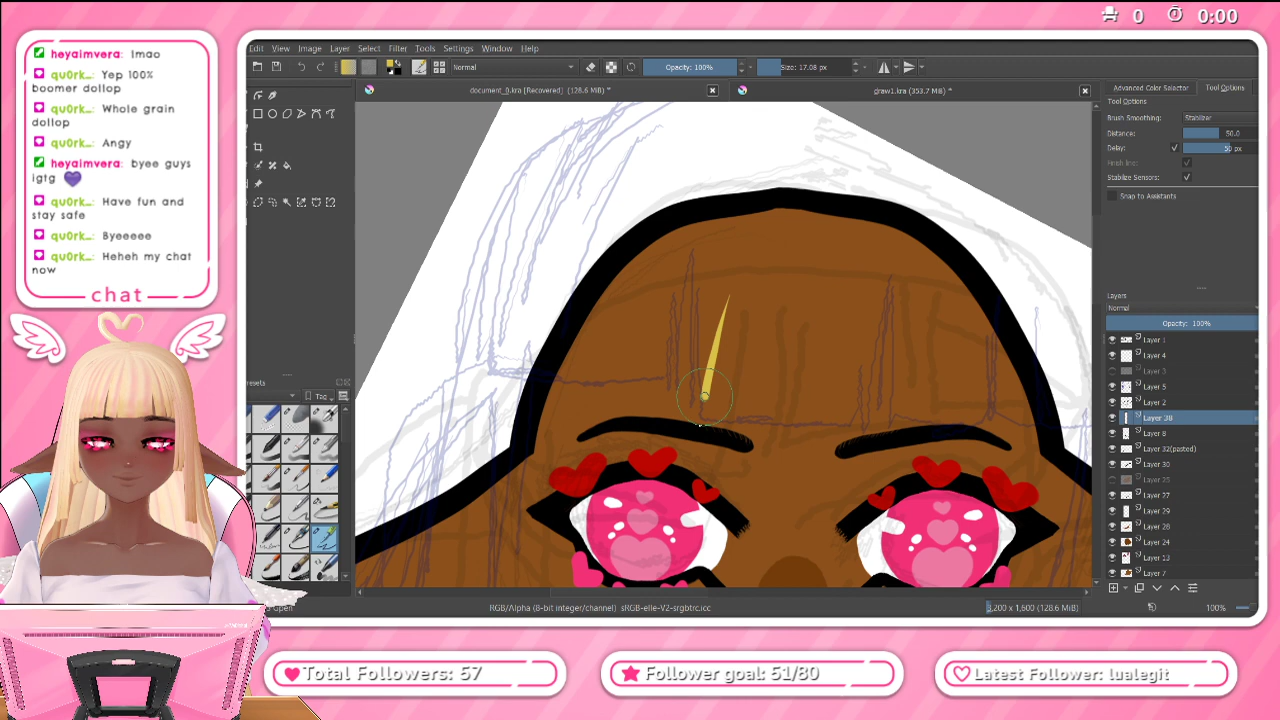 0 0:00
heyaimvera: lmao
qu0rk_: Yep 100%
boomer dollop
qu0rk_: Whole grain
dollop
qu0rk_: Angy
heyaimvera: byee guys
igtg
qu0rk_: Have fun and
stay safe
qu0rk_: Byeeeee
qu0rk_: Heheh my chat
now
chat
Edit View Image Layer Select Filter Tools Settings Window Help
Normal
Opacity: 100%
Size: 17.08 px
document_0.kra [Recovered] (128.6 MiB) *
graw1.kra (353.7 MiB) *
Advanced Color Selector
Tool Options
Tool Options
Brush Smoothing: Stabilizer
Distance: 50.0
Delay: 50 px
Finish line:
Stabilize Sensors:
Snap to Assistants
Layers
Normal
Opacity: 100%
Layer 1
Layer 4
Layer 3
Layer 5
Layer 2
Layer 38
Layer 8
Layer 32(pasted)
Layer 30
Layer 25
Layer 27
Layer 29
Layer 28
Layer 24
Layer 13
Layer 7
esets
Tag
Open
RGB/Alpha (8-bit integer/channel) sRGB-elle-V2-srgbtrc.icc
3,200 x 1,600 (128.6 MiB)
100%
Total Followers: 57
Follower goal: 51/80
Latest Follower: lualegit